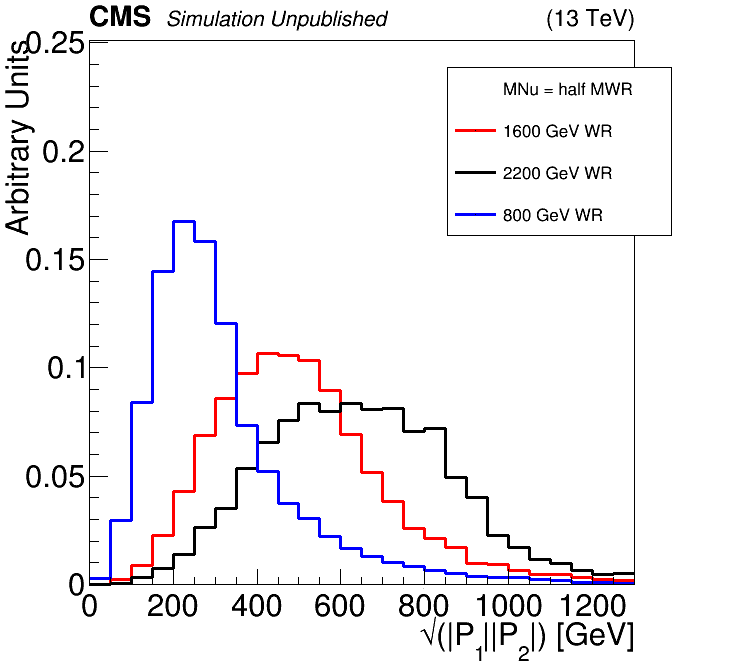 CMS Simulation Unpublished (13 TeV)
Arbitrary Units
0.25
0.2
0.15
0.1
0.05
0
MNu = half MWR
1600 GeV WR
2200 GeV WR
800 GeV WR
0 200 400 600 800 1000 1200
√(|P1||P2|) [GeV]